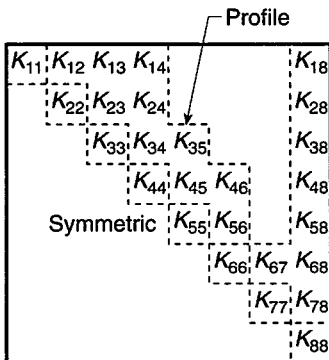 Profile
K11 K12 K13 K14 K18
K22 K23 K24 K28
K33 K34 K35 K38
K44 K45 K46 K48
Symmetric K55 K56 K58
K66 K67 K68
K77 K78
K88